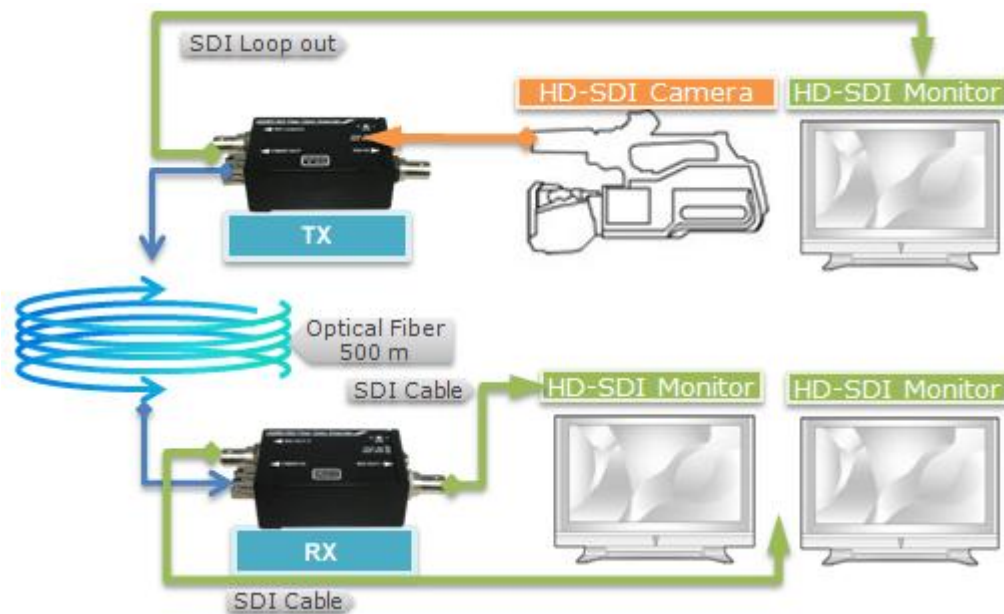 SDI Loop out
HD-SDI Camera
HD-SDI Monitor
TX
Optical Fiber
500 m
SDI Cable
HD-SDI Monitor
HD-SDI Monitor
RX
SDI Cable